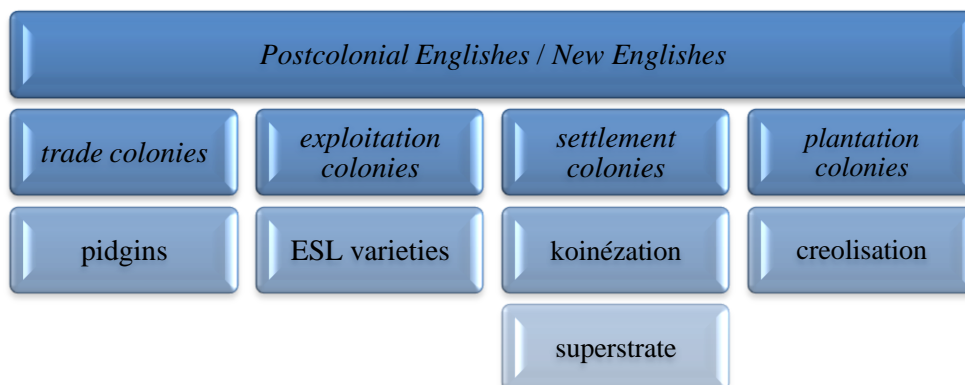 Postcolonial Englishes / New Englishes
trade colonies
exploitation
colonies
settlement
colonies
plantation
colonies
pidgins
ESL varieties
koinézation
creolisation
superstrate